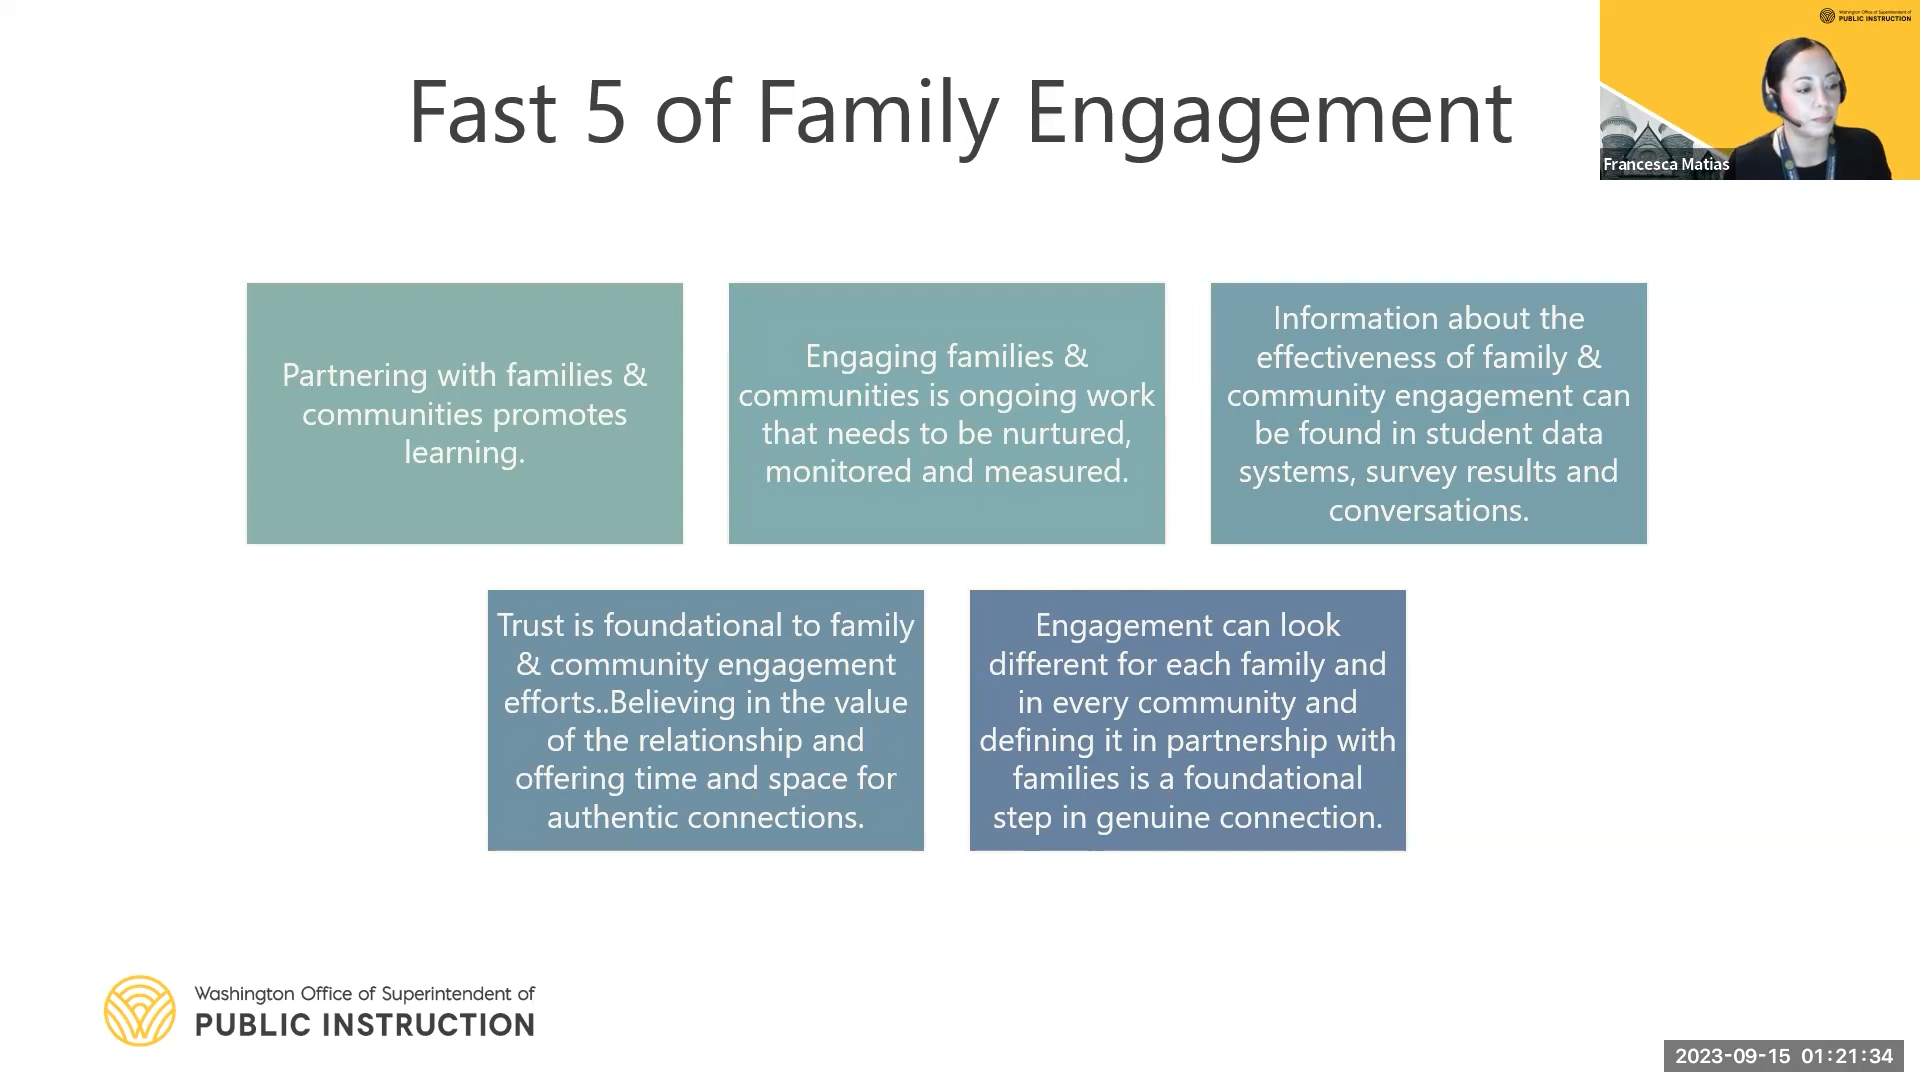 Fast 5 of Family Engagement
Washington Office of Superintendent of
PUBLIC INSTRUCTION
Francesca Matias
Partnering with families &
communities promotes
learning.
Engaging families &
communities is ongoing work
that needs to be nurtured,
monitored and measured.
Information about the
effectiveness of family &
community engagement can
be found in student data
systems, survey results and
conversations.
Trust is foundational to family
& community engagement
efforts..Believing in the value
of the relationship and
offering time and space for
authentic connections.
Engagement can look
different for each family and
in every community and
defining it in partnership with
families is a foundational
step in genuine connection.
Washington Office of Superintendent of
PUBLIC INSTRUCTION
2023-09-15 01:21:34